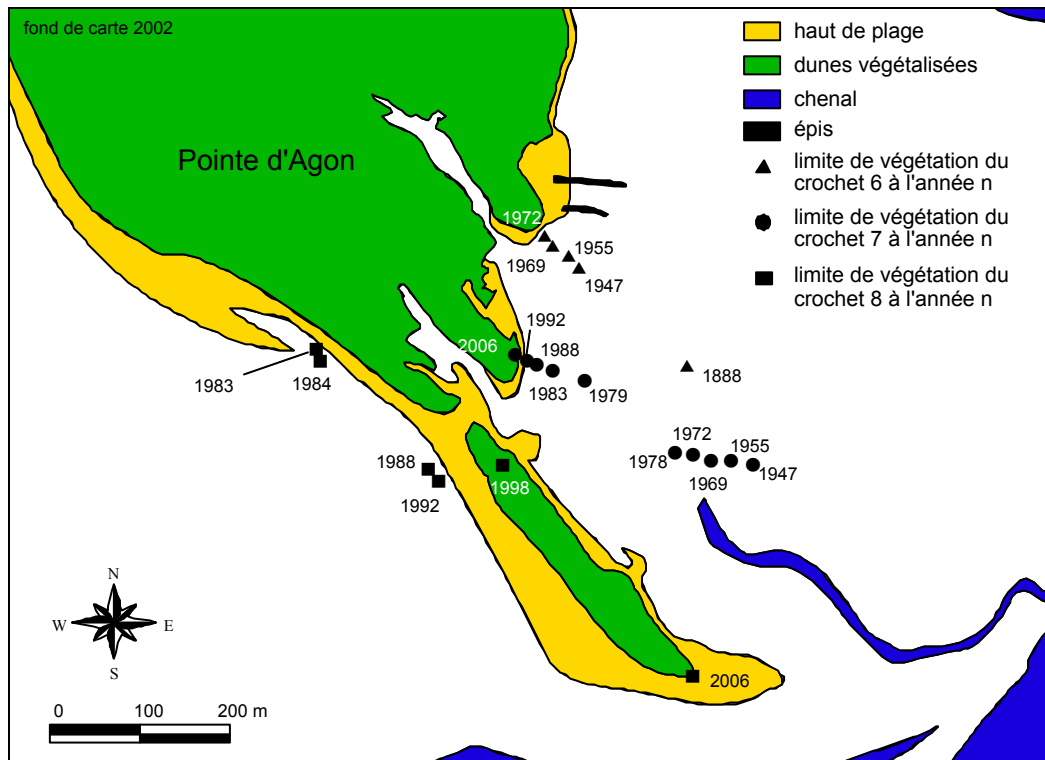 fond de carte 2002
haut de plage
dunes végétalisées
chenal
épis
limite de végétation du
crochet 6 à l'année n
limite de végétation du
crochet 7 à l'année n
limite de végétation du
crochet 8 à l'année n
Pointe d'Agon
1972
1955
1969
1947
1992
2006
1988
1983
1984
1983
1979
1888
1972
1955
1978
1947
1969
1988
1998
1992
2006
N
W
E
S
0
100
200 m